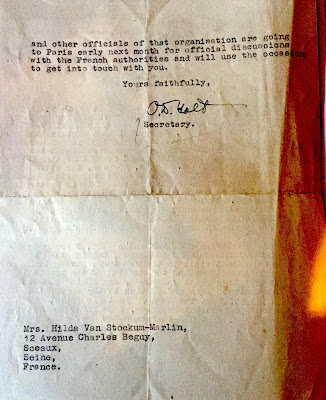 and other officials of that organisation are going
to Paris early next month for official discussions
with the French authorities and will use the occasion
to get into touch with you.
Yours faithfully,
Secretary.
Mrs. Hilda Van Stockum-Marlin,
12 Avenue Charles Beguy,
Sceaux,
Seine,
France.